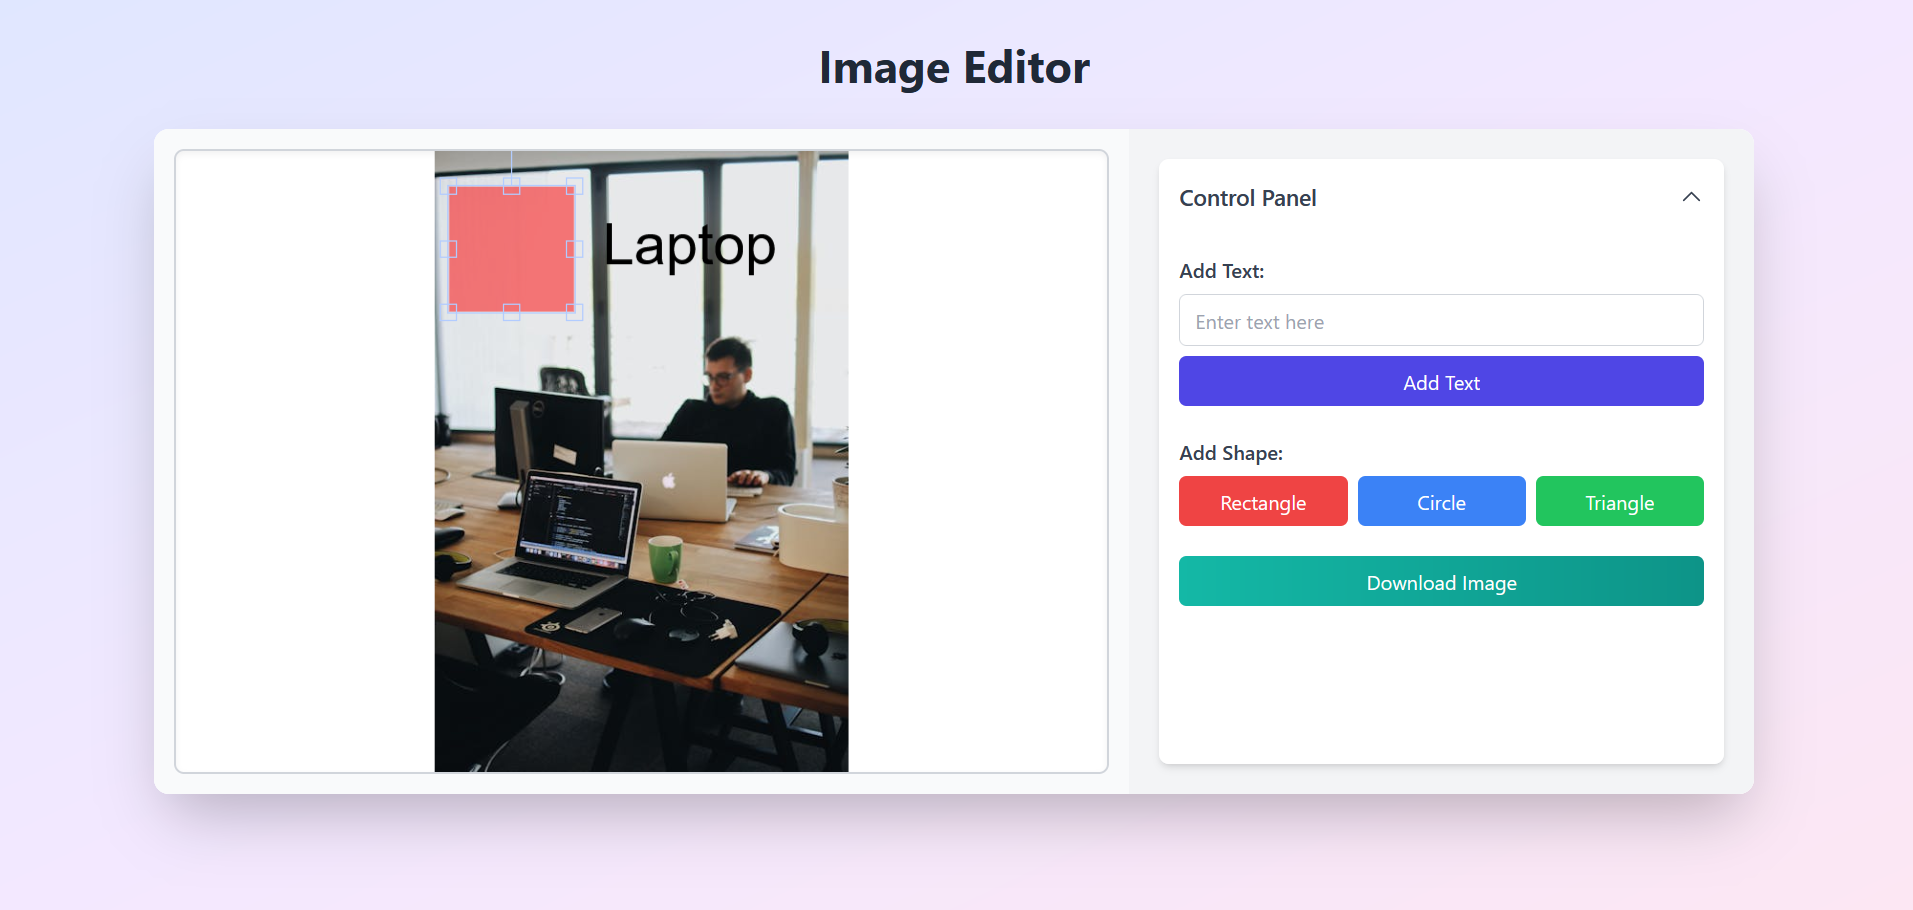 Image Editor
Laptop
Control Panel
Add Text:
Enter text here
Add Text
Add Shape:
Rectangle
Circle
Triangle
Download Image